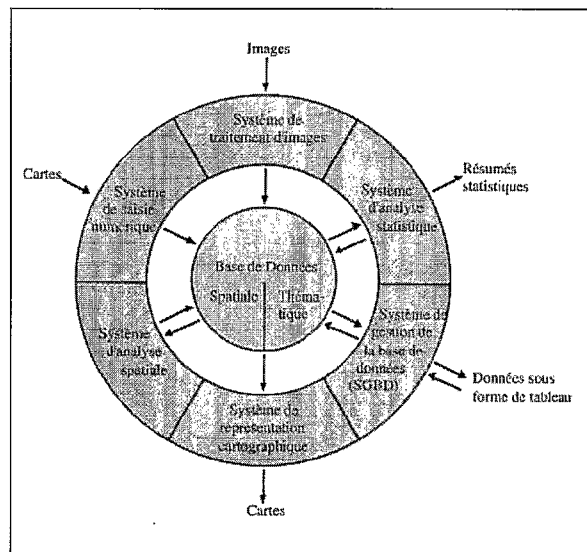 Images
Système de
traitement d'images
Cartes
Système
de saisie
numérique
Système
d'analyse
statistique
Résumés
statistiques
Base de Données
Spatiale
Théma-
tique
Système
d'analyse
spatiale
Système de
gestion de
la base de
données
(SGBD)
Données sous
forme de tableau
Système de
représentation
cartographique
Cartes